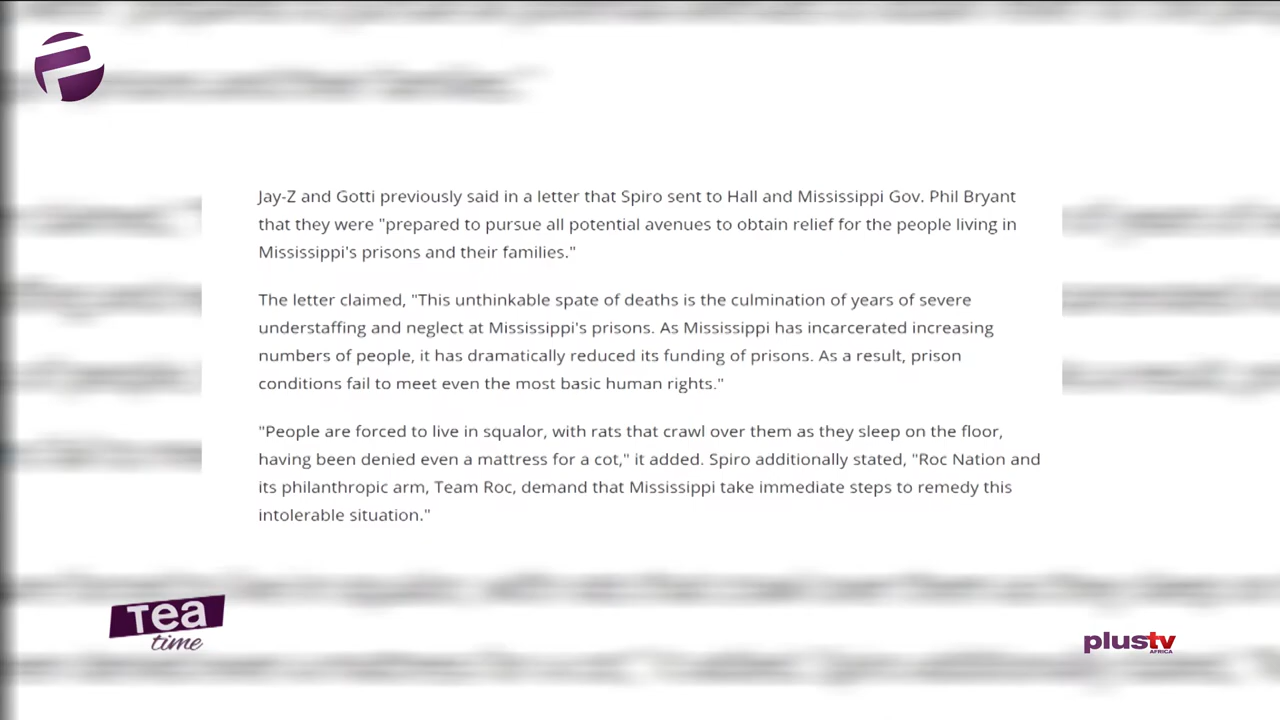 Jay-Z and Gotti previously said in a letter that Spiro sent to Hall and Mississippi Gov. Phil Bryant
that they were "prepared to pursue all potential avenues to obtain relief for the people living in
Mississippi's prisons and their families."
The letter claimed, "This unthinkable spate of deaths is the culmination of years of severe
understaffing and neglect at Mississippi's prisons. As Mississippi has incarcerated increasing
numbers of people, it has dramatically reduced its funding of prisons. As a result, prison
conditions fail to meet even the most basic human rights."
"People are forced to live in squalor, with rats that crawl over them as they sleep on the floor,
having been denied even a mattress for a cot," it added. Spiro additionally stated, "Roc Nation and
its philanthropic arm, Team Roc, demand that Mississippi take immediate steps to remedy this
intolerable situation."
Tea
time
plustv
AFRICA